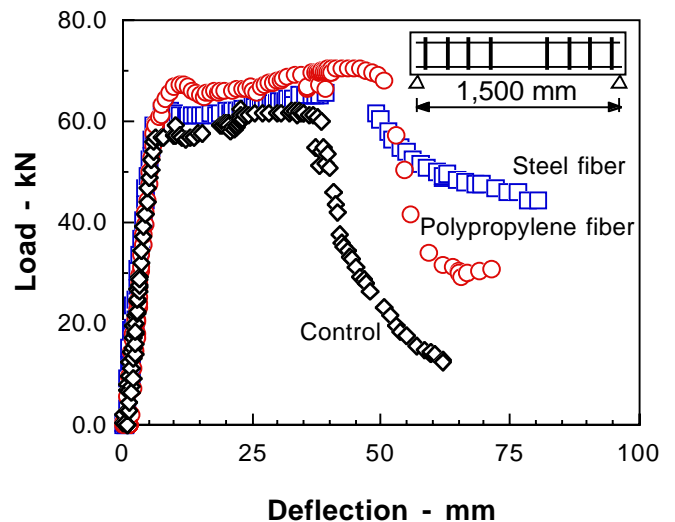 80.0
60.0
40.0
20.0
0.0
Load - kN
1,500 mm
Steel fiber
Polypropylene fiber
Control
0 25 50 75 100
Deflection - mm